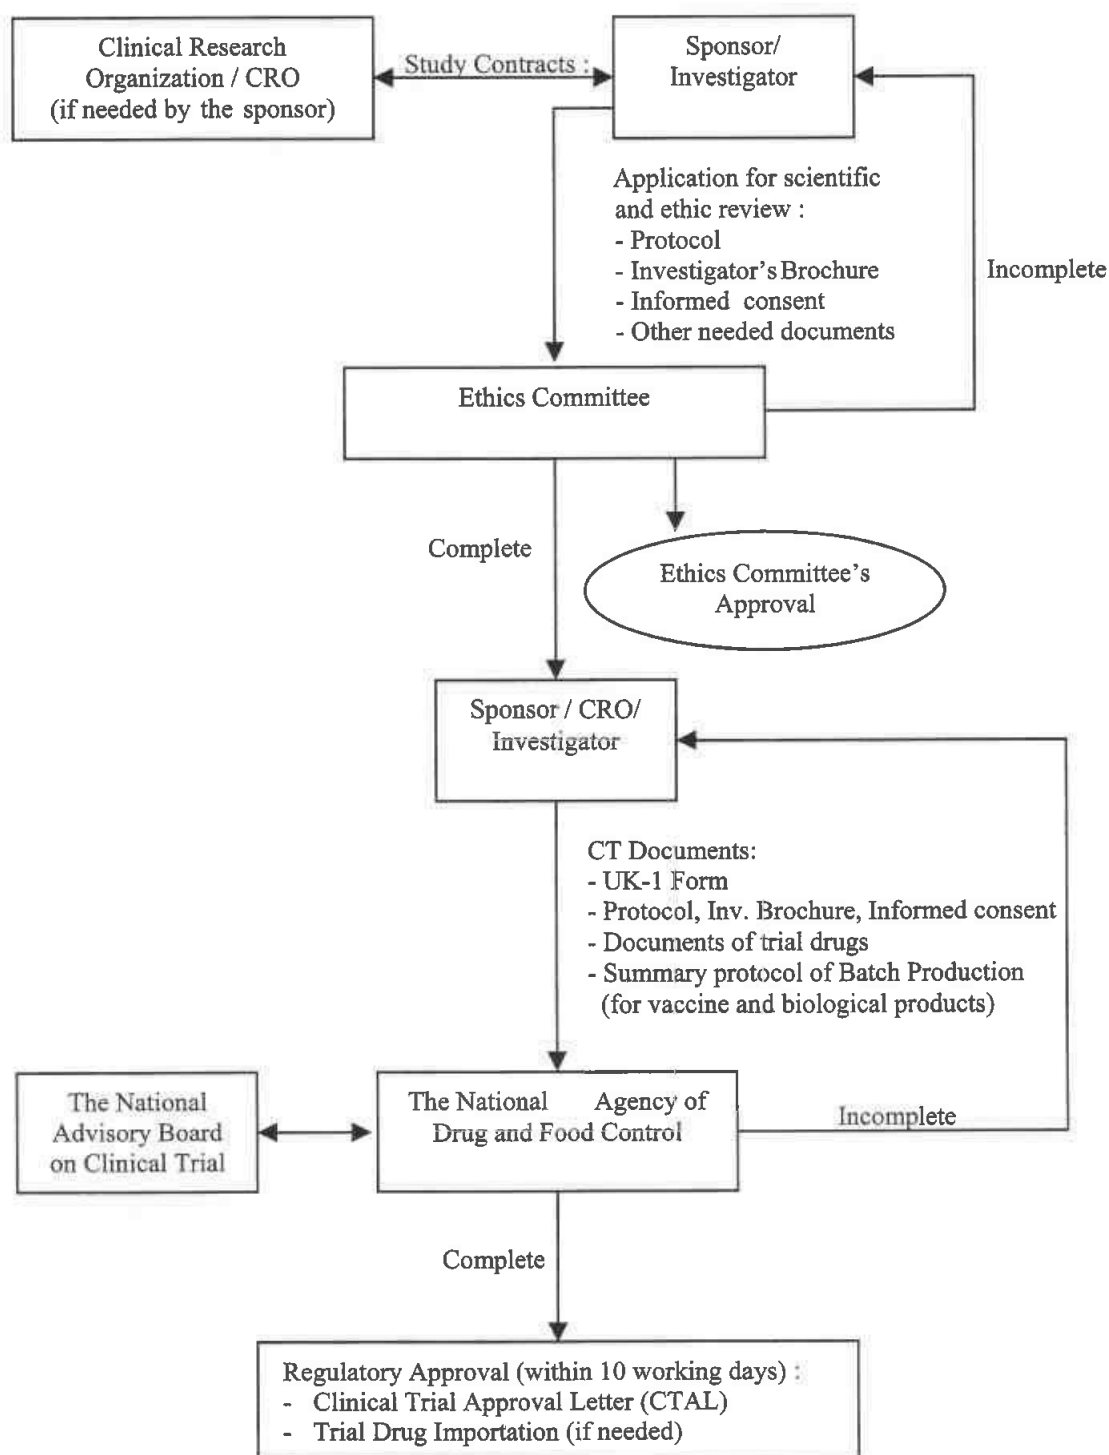 Clinical Research
Organization / CRO
(if needed by the sponsor)
Study Contracts :
Sponsor/
Investigator
Application for scientific
and ethic review :
- Protocol
- Investigator's Brochure
- Informed consent
- Other needed documents
Incomplete
Ethics Committee
Complete
Ethics Committee's
Approval
Sponsor / CRO/
Investigator
CT Documents:
- UK-1 Form
- Protocol, Inv. Brochure, Informed consent
- Documents of trial drugs
- Summary protocol of Batch Production
(for vaccine and biological products)
The National
Advisory Board
on Clinical Trial
The National Agency of
Drug and Food Control
Incomplete
Complete
Regulatory Approval (within 10 working days) :
- Clinical Trial Approval Letter (CTAL)
- Trial Drug Importation (if needed)